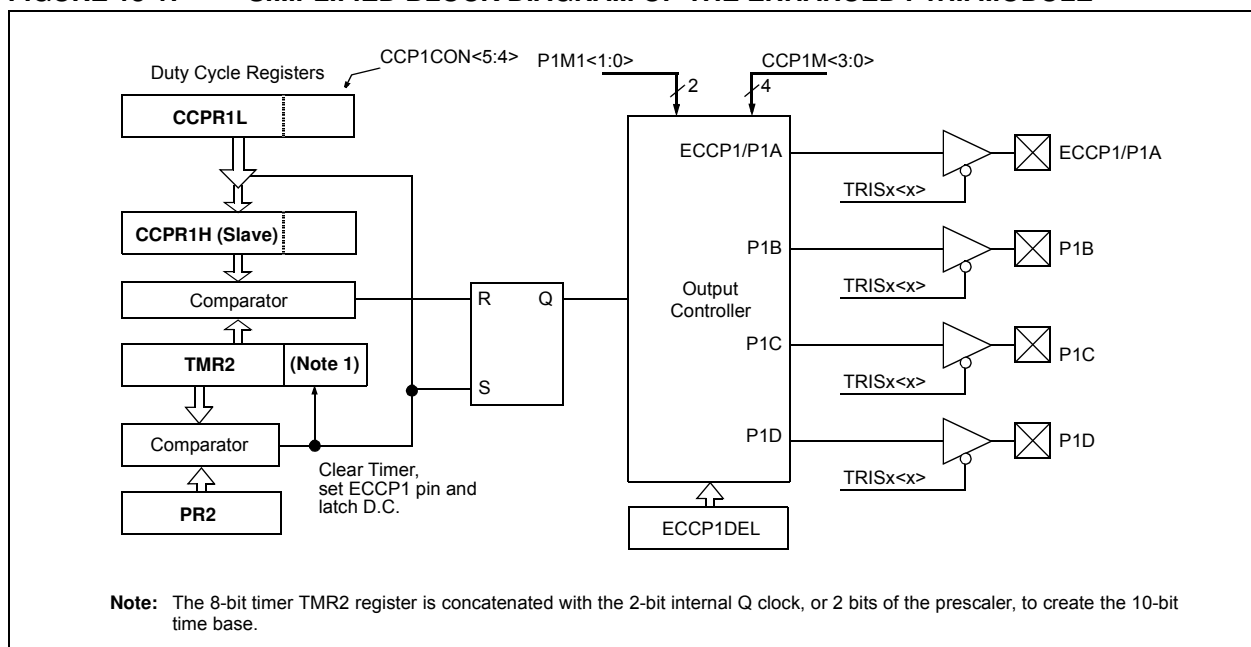 Duty Cycle Registers
CCP1CON<5:4>
P1M1<1:0>
CCP1M<3:0>
2
4
CCPR1L
ECCP1/P1A
ECCP1/P1A
TRISx<x>
CCPR1H (Slave)
P1B
P1B
TRISx<x>
Comparator
R
Q
Output
Controller
TMR2
(Note 1)
P1C
P1C
TRISx<x>
S
Comparator
P1D
P1D
TRISx<x>
Clear Timer,
set ECCP1 pin and
latch D.C.
PR2
ECCP1DEL
Note: The 8-bit timer TMR2 register is concatenated with the 2-bit internal Q clock, or 2 bits of the prescaler, to create the 10-bit
time base.